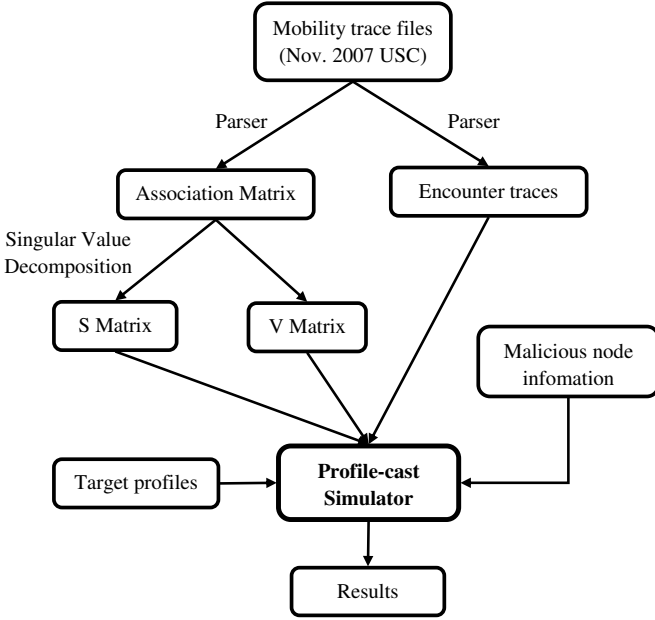 Mobility trace files
(Nov. 2007 USC)
Parser
Parser
Association Matrix
Encounter traces
Singular Value
Decomposition
S Matrix
V Matrix
Malicious node
infomation
Target profiles
Profile-cast
Simulator
Results